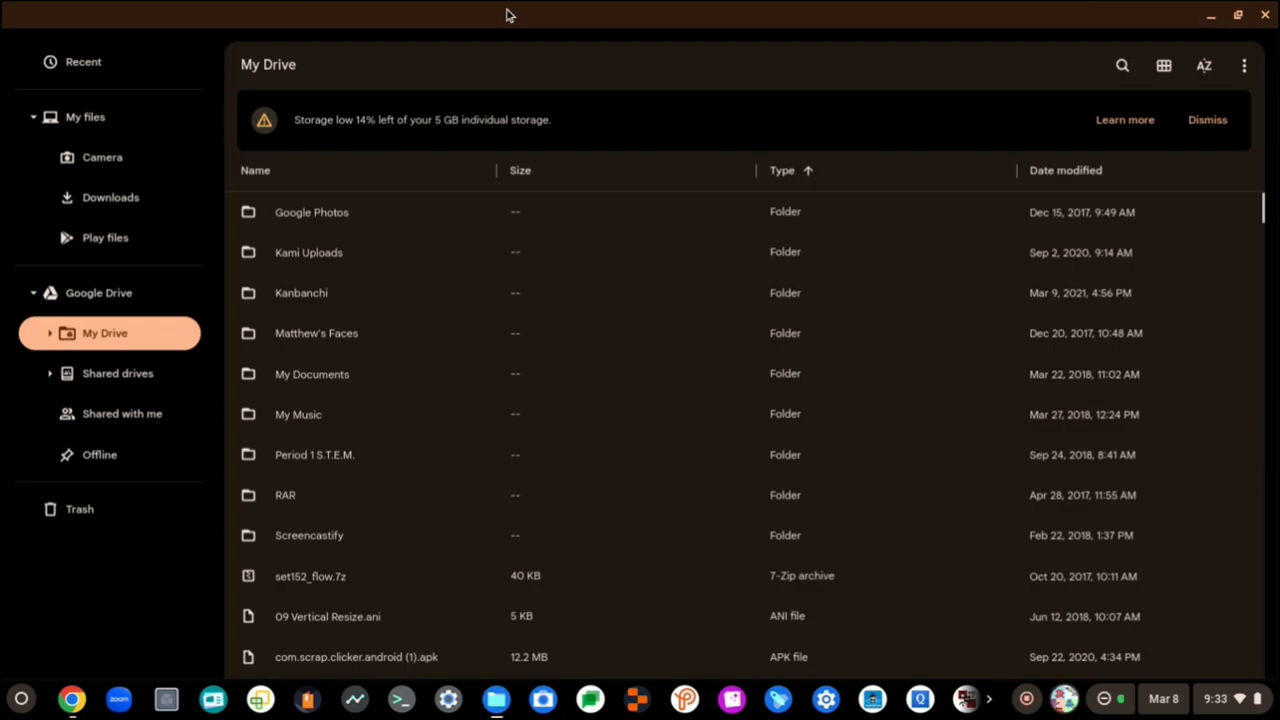 Recent
My files
Camera
Downloads
Play files
Google Drive
My Drive
Shared drives
Shared with me
Offline
Trash
My Drive
AZ
Storage low 14% left of your 5 GB individual storage.
Learn more
Dismiss
Name Size Type Date modified
Google Photos -- Folder Dec 15, 2017, 9:49 AM
Kami Uploads -- Folder Sep 2, 2020, 9:14 AM
Kanbanchi -- Folder Mar 9, 2021, 4:56 PM
Matthew's Faces -- Folder Dec 20, 2017, 10:48 AM
My Documents -- Folder Mar 22, 2018, 11:02 AM
My Music -- Folder Mar 27, 2018, 12:24 PM
Period 1 S.T.E.M. -- Folder Sep 24, 2018, 8:41 AM
RAR -- Folder Apr 28, 2017, 11:55 AM
Screencastify -- Folder Feb 22, 2018, 1:37 PM
set152_flow.7z 40 KB 7-Zip archive Oct 20, 2017, 10:11 AM
09 Vertical Resize.ani 5 KB ANI file Jun 12, 2018, 10:07 AM
com.scrap.clicker.android (1).apk 12.2 MB APK file Sep 22, 2020, 4:34 PM
zoom
Q
Mar 8
9:33